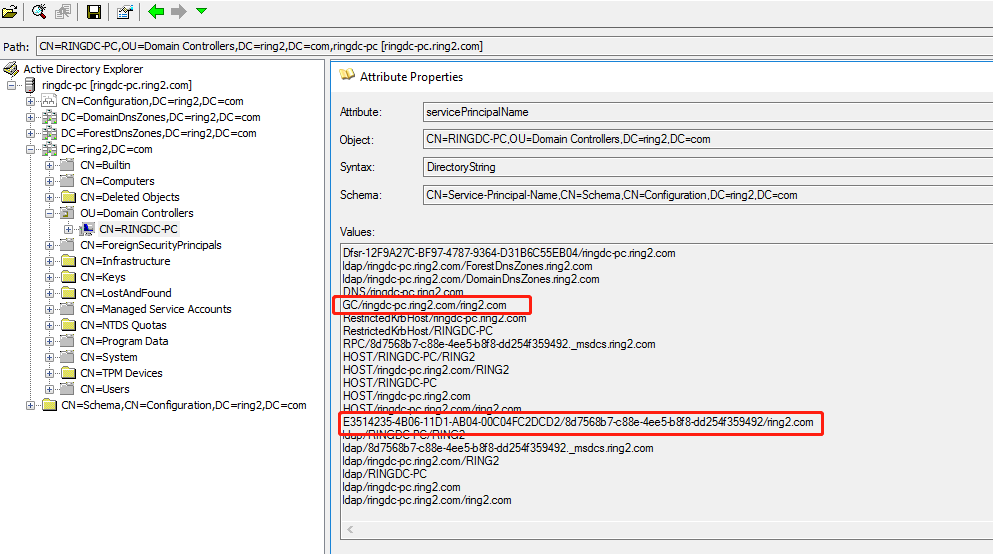 Path: CN=RINGDC-PC,OU=Domain Controllers,DC=ring2,DC=com,ringdc-pc [ringdc-pc.ring2.com]
Active Directory Explorer
ringdc-pc [ringdc-pc.ring2.com]
CN=Configuration,DC=ring2,DC=com
DC=DomainDnsZones,DC=ring2,DC=com
DC=ForestDnsZones,DC=ring2,DC=com
DC=ring2,DC=com
CN=Builtin
CN=Computers
CN=Deleted Objects
OU=Domain Controllers
CN=RINGDC-PC
CN=ForeignSecurityPrincipals
CN=Infrastructure
CN=Keys
CN=LostAndFound
CN=Managed Service Accounts
CN=NTDS Quotas
CN=Program Data
CN=System
CN=TPM Devices
CN=Users
CN=Schema,CN=Configuration,DC=ring2,DC=com
Attribute Properties
Attribute: servicePrincipalName
Object: CN=RINGDC-PC,OU=Domain Controllers,DC=ring2,DC=com
Syntax: DirectoryString
Schema: CN=Service-Principal-Name,CN=Schema,CN=Configuration,DC=ring2,DC=com
Values:
Dfsr-12F9A27C-BF97-4787-9364-D31B6C55EB04/ringdc-pc.ring2.com
ldap/ringdc-pc.ring2.com/ForestDnsZones.ring2.com
ldap/ringdc-pc.ring2.com/DomainDnsZones.ring2.com
DNS/ringdc-pc.ring2.com
GC/ringdc-pc.ring2.com/ring2.com
RestrictedKrbHost/ringdc-pc.ring2.com
RestrictedKrbHost/RINGDC-PC
RPC/8d7568b7-c88e-4ee5-b8f8-dd254f359492._msdcs.ring2.com
HOST/RINGDC-PC/RING2
HOST/ringdc-pc.ring2.com/RING2
HOST/RINGDC-PC
HOST/ringdc-pc.ring2.com
HOST/ringdc-pc.ring2.com/ring2.com
E3514235-4B06-11D1-AB04-00C04FC2DCD2/8d7568b7-c88e-4ee5-b8f8-dd254f359492/ring2.com
ldap/RINGDC-PC/RING2
ldap/8d7568b7-c88e-4ee5-b8f8-dd254f359492._msdcs.ring2.com
ldap/ringdc-pc.ring2.com/RING2
ldap/RINGDC-PC
ldap/ringdc-pc.ring2.com
ldap/ringdc-pc.ring2.com/ring2.com